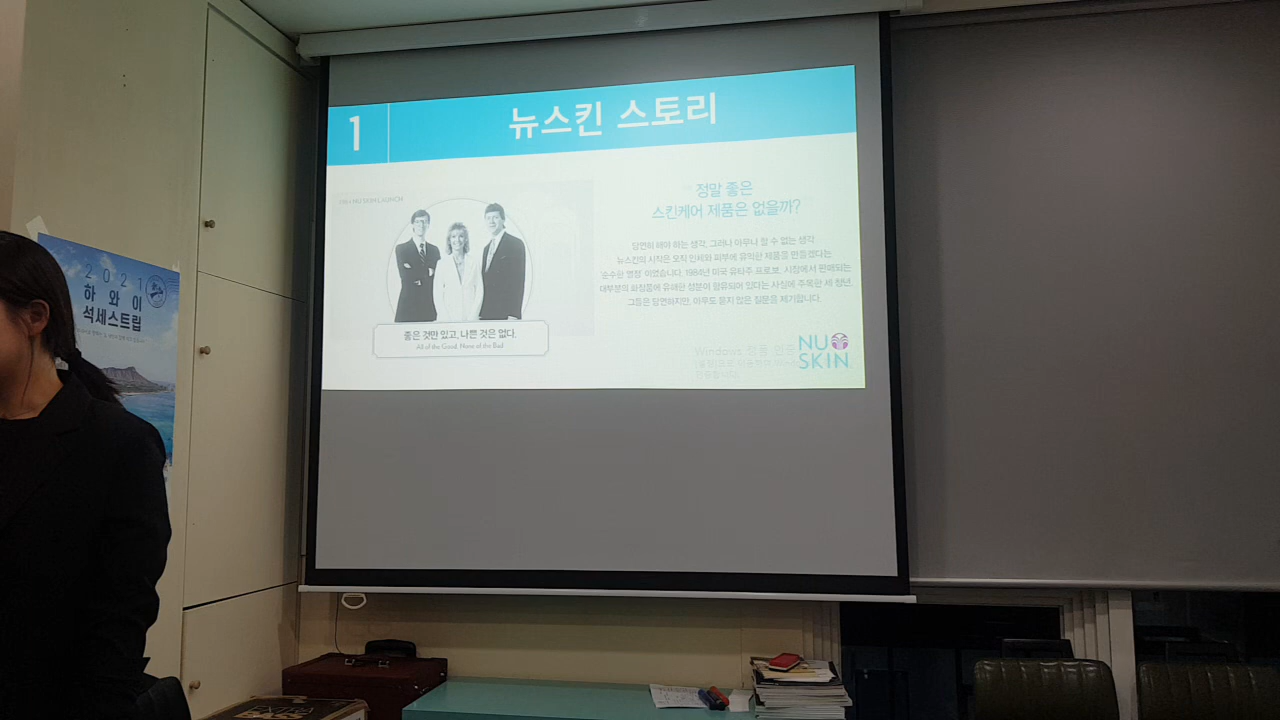 1
뉴스킨 스토리
1984 NU SKIN LAUNCH
정말 좋은
스킨케어 제품은 없을까?
당연히 해야 하는 생각, 그러나 아무나 할 수 없는 생각
뉴스킨의 시작은 오직 인체와 피부에 유익한 제품을 만들겠다는
순수한 열정 이었습니다. 1984년 미국 유타주 프로보, 시장에서 판매되는
대부분의 화장품에 유해한 성분이 함유되어 있다는 사실에 주목한 세 청년,
그들은 당연하지만, 아무도 묻지 않은 질문을 제기합니다.
좋은 것만 있고, 나쁜 것은 없다.
All of the Good. None of the Bad.
Windows 정품 인증
NU
SKIN
2021
하와이
석세스트립